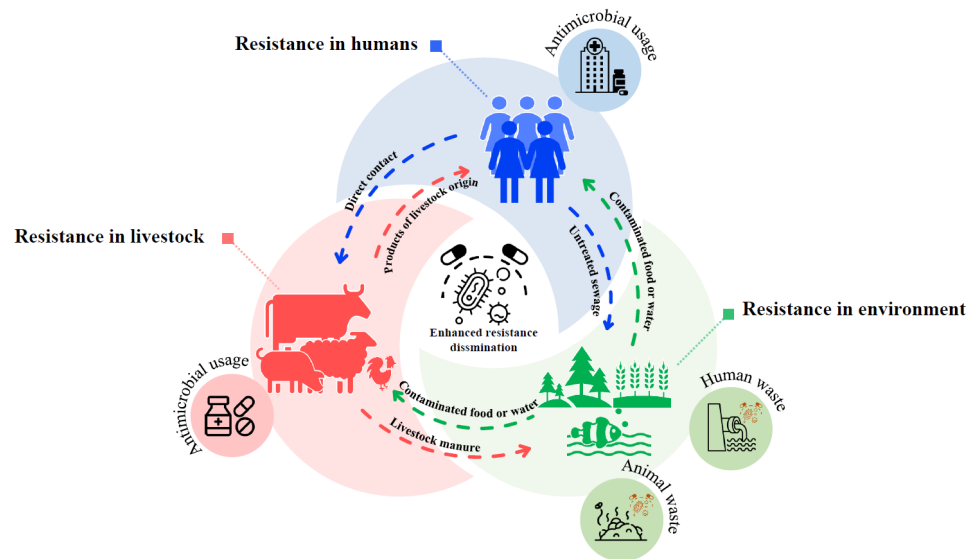 Antimicrobial usage
Resistance in humans
Direct contact
Products of livestock origin
Contaminated food or water
Untreated sewage
Resistance in livestock
Enhanced resistance
dissmination
Resistance in environment
Antimicrobial usage
Contaminated food or water
Livestock manure
Human waste
Animal waste